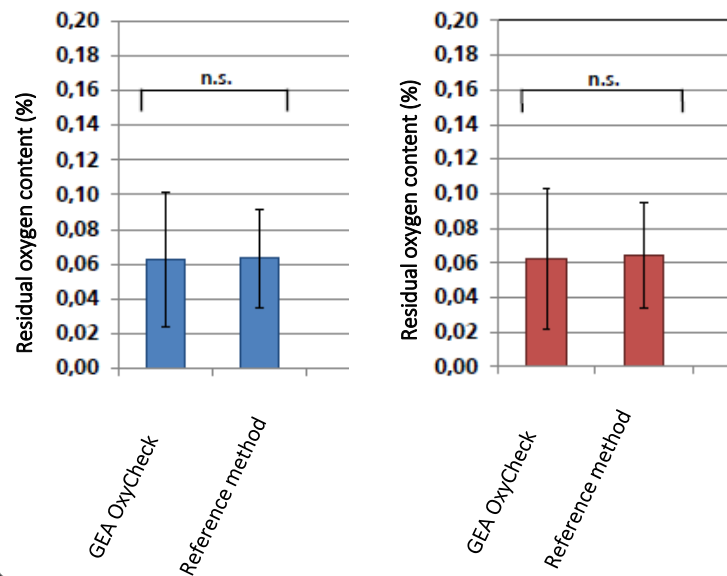 Residual oxygen content (%)
0,20
0,18
0,16
0,14
0,12
0,10
0,08
0,06
0,04
0,02
0,00
n.s.
GEA OxyCheck
Reference method
Residual oxygen content (%)
0,20
0,18
0,16
0,14
0,12
0,10
0,08
0,06
0,04
0,02
0,00
n.s.
GEA OxyCheck
Reference method